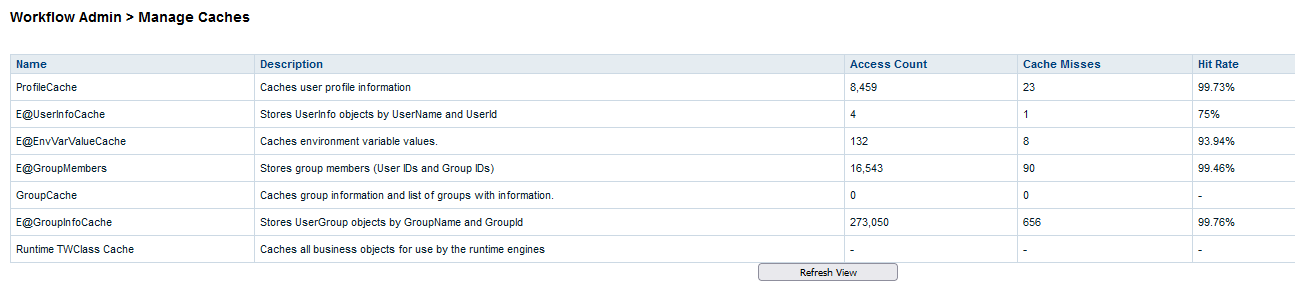 Workflow Admin > Manage Caches
Name Description Access Count Cache Misses Hit Rate
ProfileCache Caches user profile information 8,459 23 99.73%
E@UserInfoCache Stores UserInfo objects by UserName and UserId 4 1 75%
E@EnvVarValueCache Caches environment variable values. 132 8 93.94%
E@GroupMembers Stores group members (User IDs and Group IDs) 16,543 90 99.46%
GroupCache Caches group information and list of groups with information. 0 0 -
E@GroupInfoCache Stores UserGroup objects by GroupName and GroupId 273,050 656 99.76%
Runtime TWClass Cache Caches all business objects for use by the runtime engines - - -
Refresh View